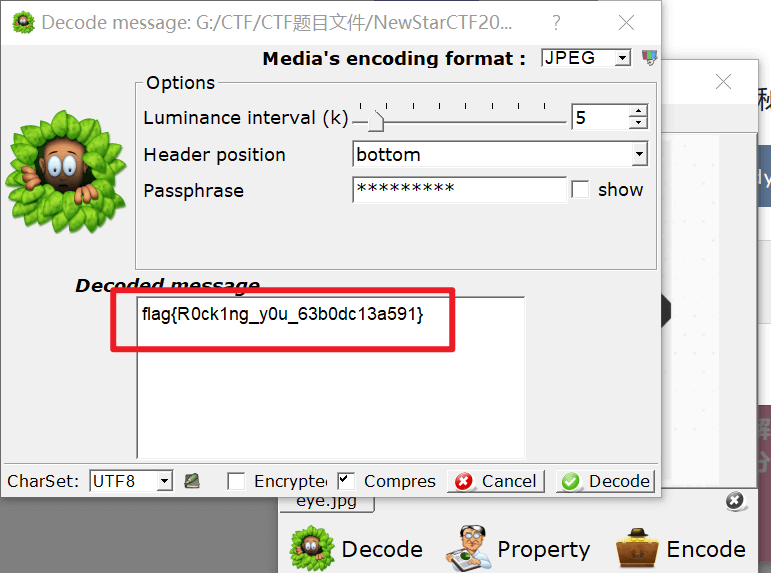 Decode message: G:/CTF/CTF题目文件/NewStarCTF20...
Media's encoding format :
JPEG
Options
Luminance interval (k)
5
Header position
bottom
Passphrase
*********
show
Decoded message
flag{R0ck1ng_y0u_63b0dc13a591}
CharSet:
UTF8
Encrypte
Compres
Cancel
Decode
eye.jpg
Decode
Property
Encode